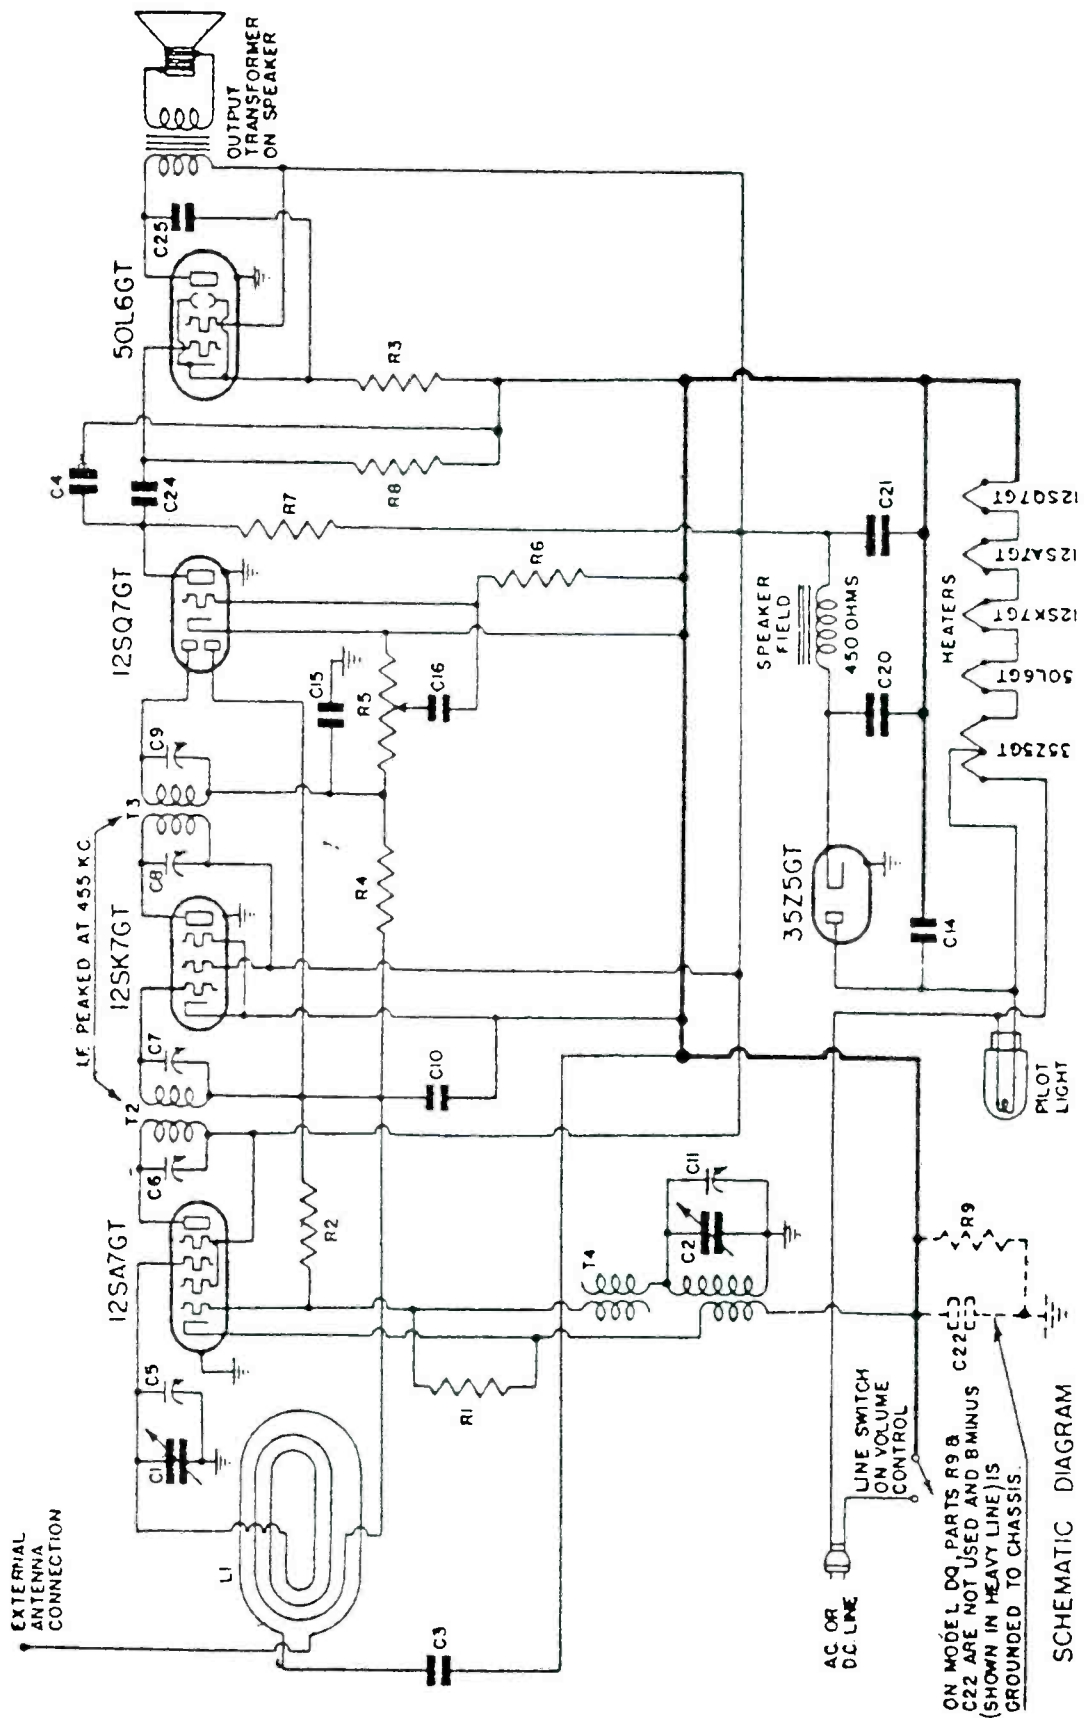 EXTERNAL
ANTENNA
CONNECTION
L1
C3
C1
C5
12SA7GT
R1
R2
C6
T2
I.F. PEAKED AT 455 K.C.
C7
C10
12SK7GT
C8
T3
C9
R4
C15
R5
C16
12SQ7GT
R6
R7
C4
C24
R8
R3
50L6GT
C25
OUTPUT
TRANSFORMER
ON SPEAKER
T4
C2
C11
35Z5GT
C14
SPEAKER
FIELD
450 OHMS
C20
C21
HEATERS
35Z5GT
50L6GT
12SK7GT
12SA7GT
12SQ7GT
PILOT
LIGHT
A.C. OR
D.C. LINE
LINE SWITCH
ON VOLUME
CONTROL
C22
R9
ON MODEL DQ, PARTS R9 &
C22 ARE NOT USED AND B MINUS
(SHOWN IN HEAVY LINE) IS
GROUNDED TO CHASSIS.
SCHEMATIC DIAGRAM